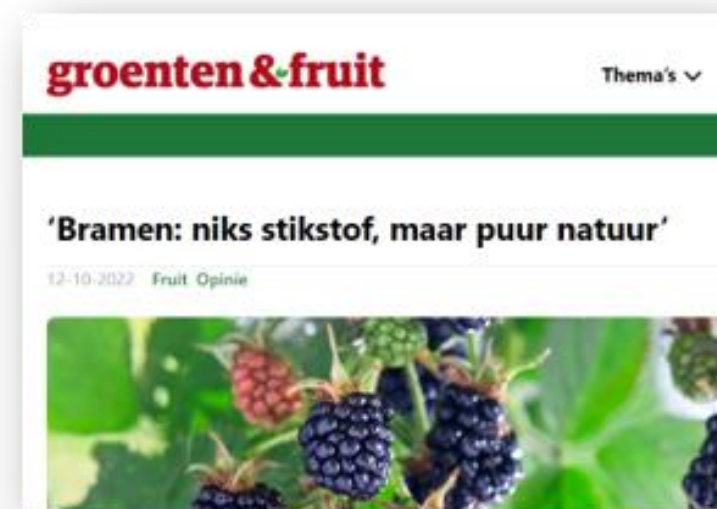 groenten & fruit
Thema's
'Bramen: niks stikstof, maar puur natuur'
12-10-2022 Fruit Opinie